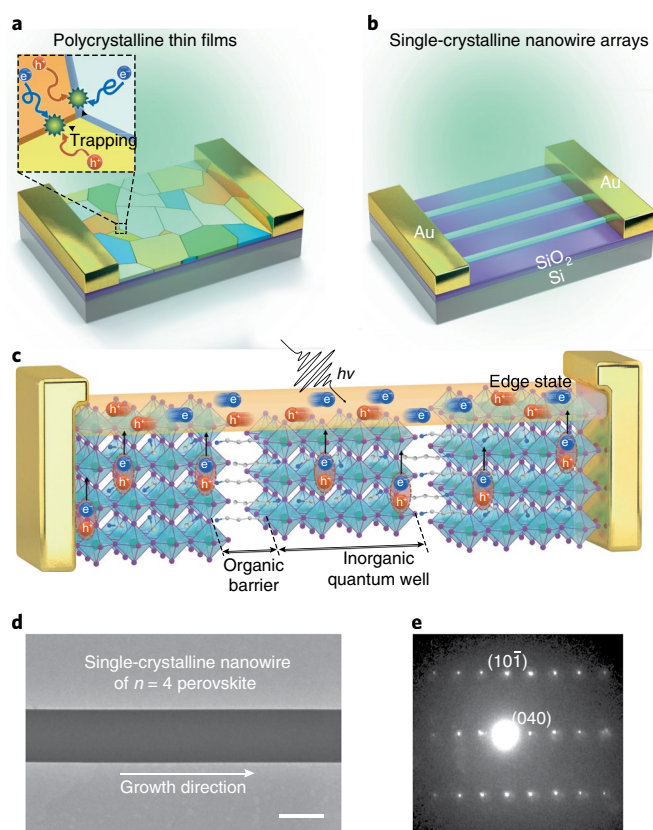 a
Polycrystalline thin films
h⁺
e⁻
e⁻
Trapping
h⁺
b
Single-crystalline nanowire arrays
Au
Au
SiO₂
Si
c
hν
Edge state
e⁻
e⁻
e⁻
h⁺
h⁺
e⁻
h⁺
h⁺
e⁻
h⁺
h⁺
e⁻
e⁻
h⁺
h⁺
e⁻
e⁻
h⁺
e⁻
h⁺
e⁻
h⁺
e⁻
h⁺
e⁻
h⁺
e⁻
h⁺
e⁻
h⁺
Organic
barrier
Inorganic
quantum well
d
Single-crystalline nanowire
of n = 4 perovskite
Growth direction
e
(101̄)
(040)